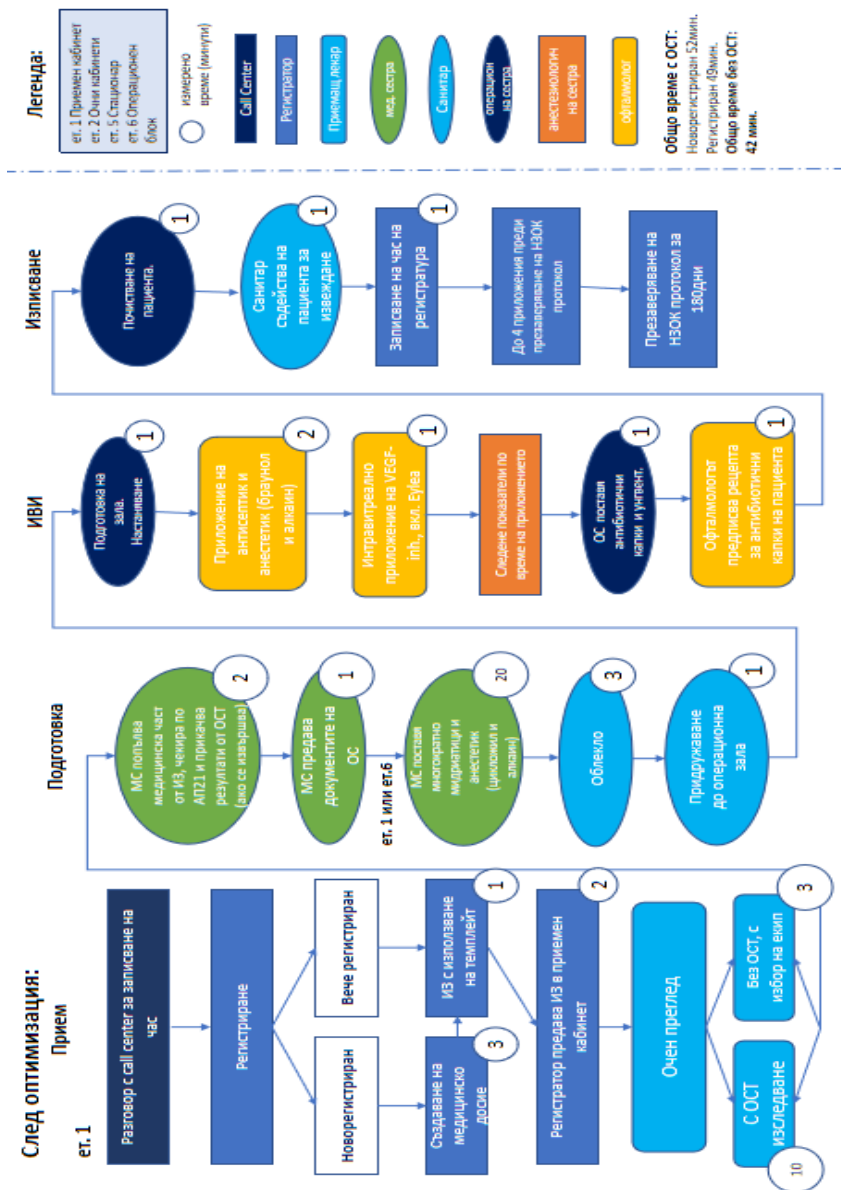 След оптимизация:
Прием
ет. 1
Разговор с call center за записване на
час
Регистриране
Новорегистриран
Вече регистриран
Създаване на
медицинско
досие
3
ИЗ с използване
на темплейт
1
Регистратор предава ИЗ в приемен
кабинет
2
Очен преглед
С ОСТ
изследване
10
Без ОСТ, с
избор на екип
3
Подготовка
МС попълва
медицинска част
от ИЗ, чекира по
АП21 и прикачва
резултати от ОСТ
(ако се извършва)
2
МС предава
документите на
ОС
1
ет. 1 или ет.6
МС поставя
многократно
мидриатици и
анестетик
(цикложил и
алкаин)
20
Облекло
3
Придружаване
до операционна
зала
1
ИВИ
Подготовка на
зала.
Настаняване
1
Приложение на
антисептик и
анестетик (браунол
и алкаин)
2
Интравитреално
приложение на VEGF-
inh., вкл. Eylea
1
Следене показатели по
време на приложението
ОС поставя
антибиотични
капки и унгвент.
1
Офталмологът
предписва рецепта
за антибиотични
капки на пациента
1
Изписване
Почистване на
пациента.
1
Санитар
съдейства на
пациента за
извеждане
1
Записване на час на
регистратура
1
До 4 приложения преди
презаверяване на НЗОК
протокол
Презаверяване на
НЗОК протокол за
180дни
Легенда:
ет. 1 Приемен кабинет
ет. 2 Очни кабинети
ет. 5 Стационар
ет. 6 Операционен
блок
измерено
време (минути)
Call Center
Регистратор
Приемащ лекар
мед. сестра
Санитар
операцион
на сестра
анестезиологич
на сестра
офталмолог
Общо време с ОСТ:
Новорегистриран 52мин.
Регистриран 49мин.
Общо време без ОСТ:
42 мин.